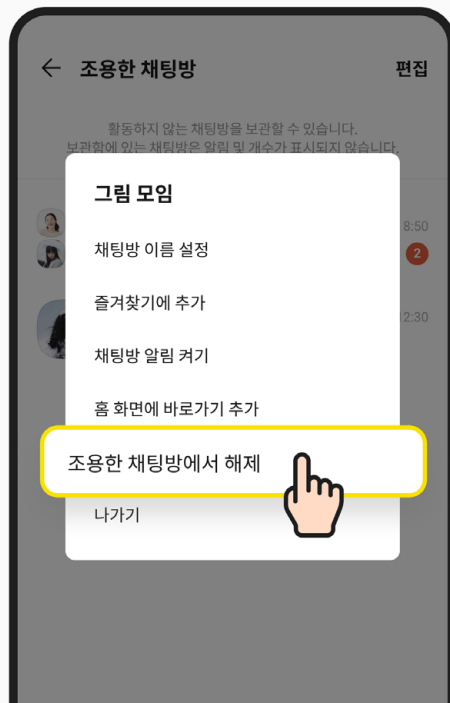 ← 조용한 채팅방 편집
활동하지 않는 채팅방을 보관할 수 있습니다.
보관함에 있는 채팅방은 알림 및 개수가 표시되지 않습니다.
그림 모임
8:50
채팅방 이름 설정
2
즐겨찾기에 추가
2:30
채팅방 알림 켜기
홈 화면에 바로가기 추가
조용한 채팅방에서 해제
나가기